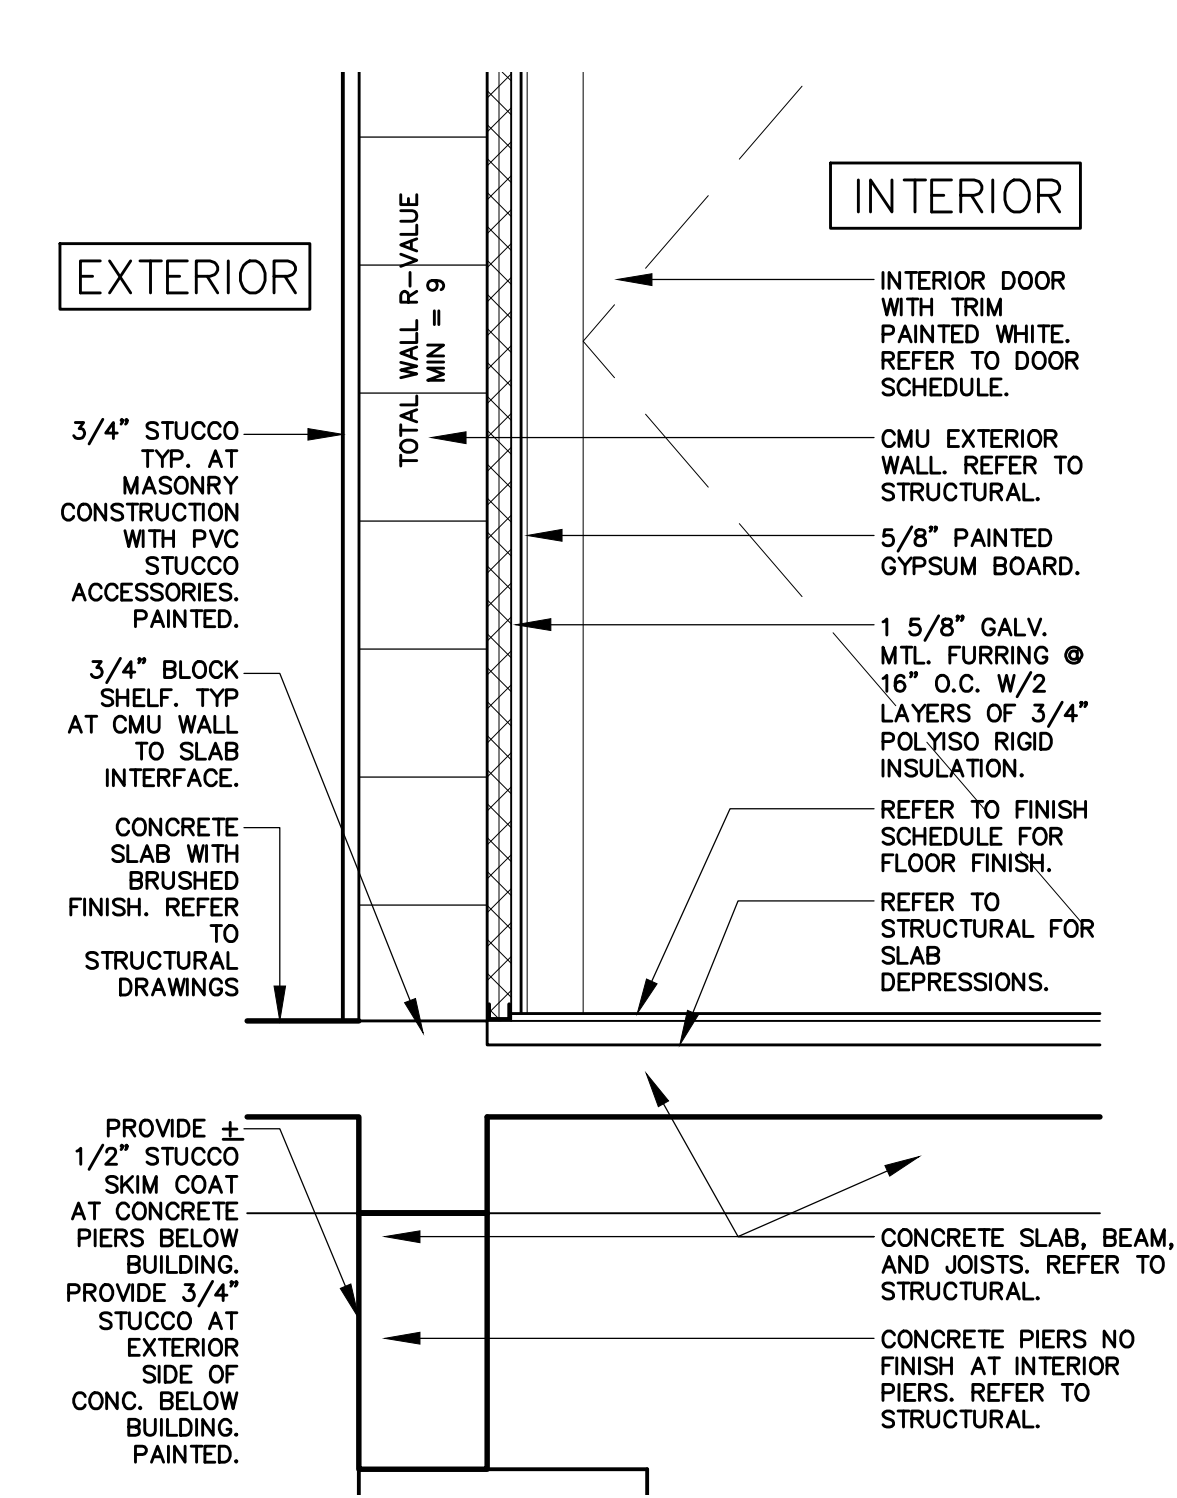 INTERIOR
EXTERIOR
TOTAL WALL R-VALUE
MIN = 9
INTERIOR DOOR
WITH TRIM
PAINTED WHITE.
REFER TO DOOR
SCHEDULE.
3/4" STUCCO
TYP. AT
MASONRY
CONSTRUCTION
WITH PVC
STUCCO
ACCESSORIES.
PAINTED.
CMU EXTERIOR
WALL. REFER TO
STRUCTURAL.
5/8" PAINTED
GYPSUM BOARD.
1 5/8" GALV.
MTL. FURRING @
16" O.C. W/2
LAYERS OF 3/4"
POLYISO RIGID
INSULATION.
3/4" BLOCK
SHELF. TYP
AT CMU WALL
TO SLAB
INTERFACE.
REFER TO FINISH
SCHEDULE FOR
FLOOR FINISH.
CONCRETE
SLAB WITH
BRUSHED
FINISH. REFER
TO
STRUCTURAL
DRAWINGS
REFER TO
STRUCTURAL FOR
SLAB
DEPRESSIONS.
PROVIDE ±
1/2" STUCCO
SKIM COAT
AT CONCRETE
PIERS BELOW
BUILDING.
PROVIDE 3/4"
STUCCO AT
EXTERIOR
SIDE OF
CONC. BELOW
BUILDING.
PAINTED.
CONCRETE SLAB, BEAM,
AND JOISTS. REFER TO
STRUCTURAL.
CONCRETE PIERS NO
FINISH AT INTERIOR
PIERS. REFER TO
STRUCTURAL.